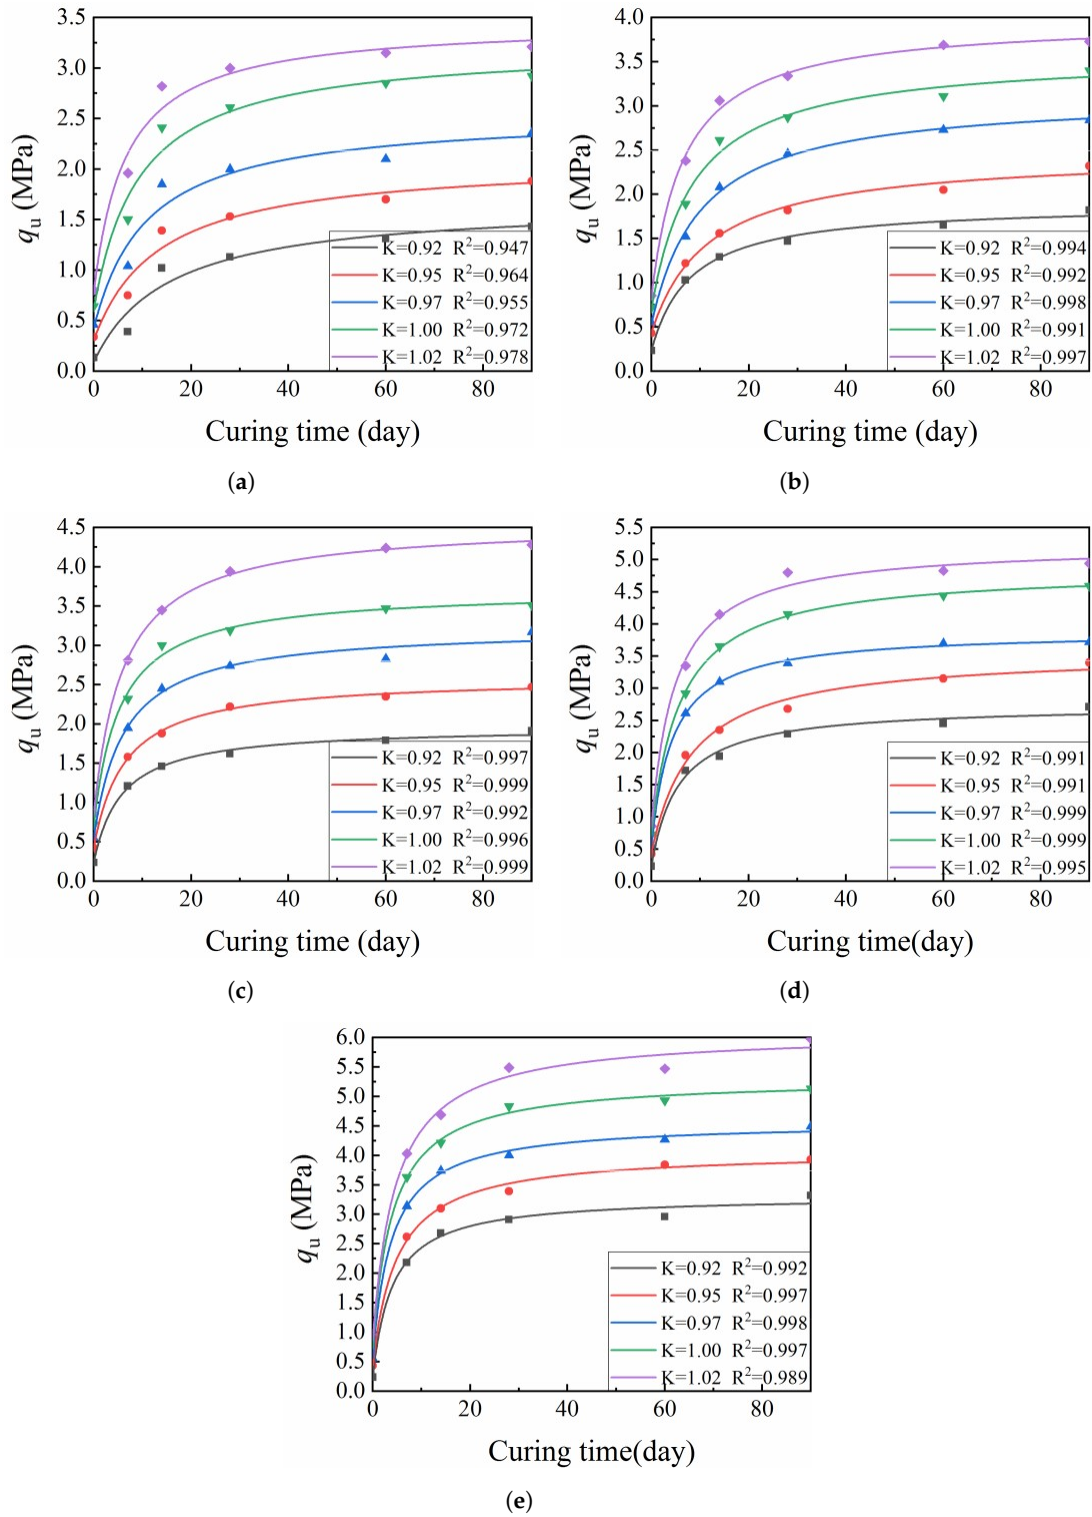 3.5
3.0
2.5
2.0
1.5
1.0
0.5
0.0
qu (MPa)
K=0.92 R²=0.947
K=0.95 R²=0.964
K=0.97 R²=0.955
K=1.00 R²=0.972
K=1.02 R²=0.978
0 20 40 60 80
Curing time (day)
(a)
4.0
3.5
3.0
2.5
2.0
1.5
1.0
0.5
0.0
qu (MPa)
K=0.92 R²=0.994
K=0.95 R²=0.992
K=0.97 R²=0.998
K=1.00 R²=0.991
K=1.02 R²=0.997
0 20 40 60 80
Curing time (day)
(b)
4.5
4.0
3.5
3.0
2.5
2.0
1.5
1.0
0.5
0.0
qu (MPa)
K=0.92 R²=0.997
K=0.95 R²=0.999
K=0.97 R²=0.992
K=1.00 R²=0.996
K=1.02 R²=0.999
0 20 40 60 80
Curing time (day)
(c)
5.5
5.0
4.5
4.0
3.5
3.0
2.5
2.0
1.5
1.0
0.5
0.0
qu (MPa)
K=0.92 R²=0.991
K=0.95 R²=0.991
K=0.97 R²=0.999
K=1.00 R²=0.999
K=1.02 R²=0.995
0 20 40 60 80
Curing time(day)
(d)
6.0
5.5
5.0
4.5
4.0
3.5
3.0
2.5
2.0
1.5
1.0
0.5
0.0
qu (MPa)
K=0.92 R²=0.992
K=0.95 R²=0.997
K=0.97 R²=0.998
K=1.00 R²=0.997
K=1.02 R²=0.989
0 20 40 60 80
Curing time(day)
(e)